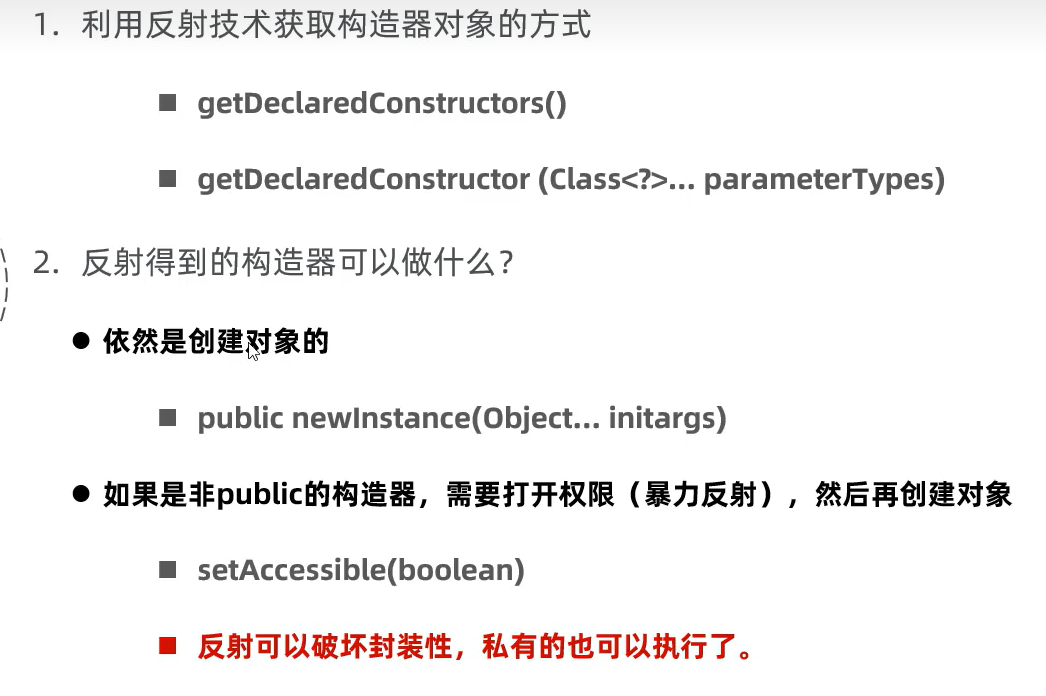 1. 利用反射技术获取构造器对象的方式
■ getDeclaredConstructors()
■ getDeclaredConstructor (Class<?>... parameterTypes)
2. 反射得到的构造器可以做什么？
● 依然是创建对象的
■ public newInstance(Object... initargs)
● 如果是非public的构造器，需要打开权限（暴力反射），然后再创建对象
■ setAccessible(boolean)
■ 反射可以破坏封装性，私有的也可以执行了。